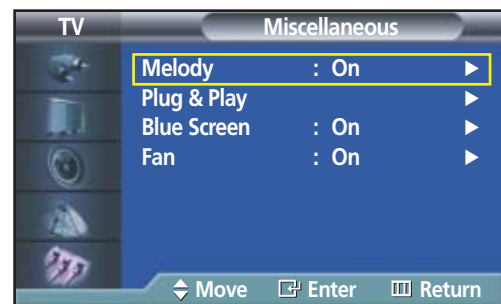 TV Miscellaneous
Melody : On
Plug & Play
Blue Screen : On
Fan : On
Move Enter Return